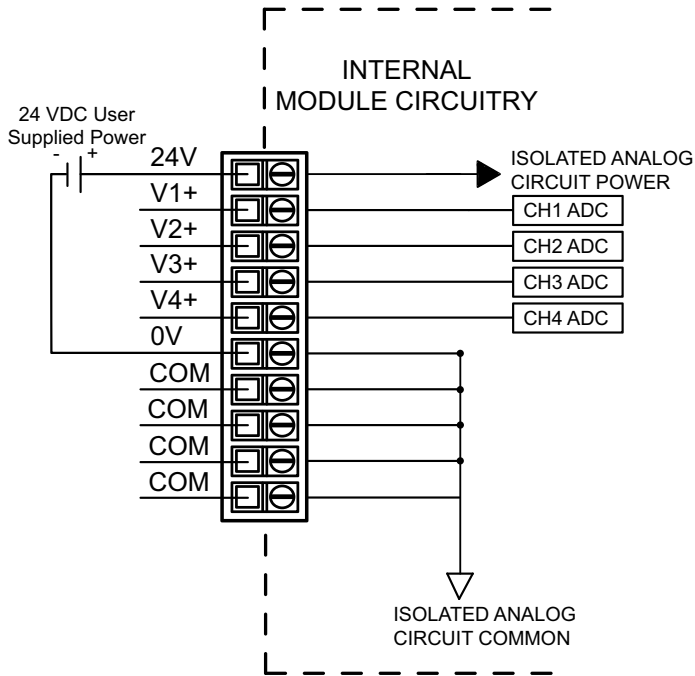 INTERNAL
MODULE CIRCUITRY
24 VDC User
Supplied Power
- +
24V
V1+
V2+
V3+
V4+
0V
COM
COM
COM
COM
ISOLATED ANALOG
CIRCUIT POWER
CH1 ADC
CH2 ADC
CH3 ADC
CH4 ADC
ISOLATED ANALOG
CIRCUIT COMMON